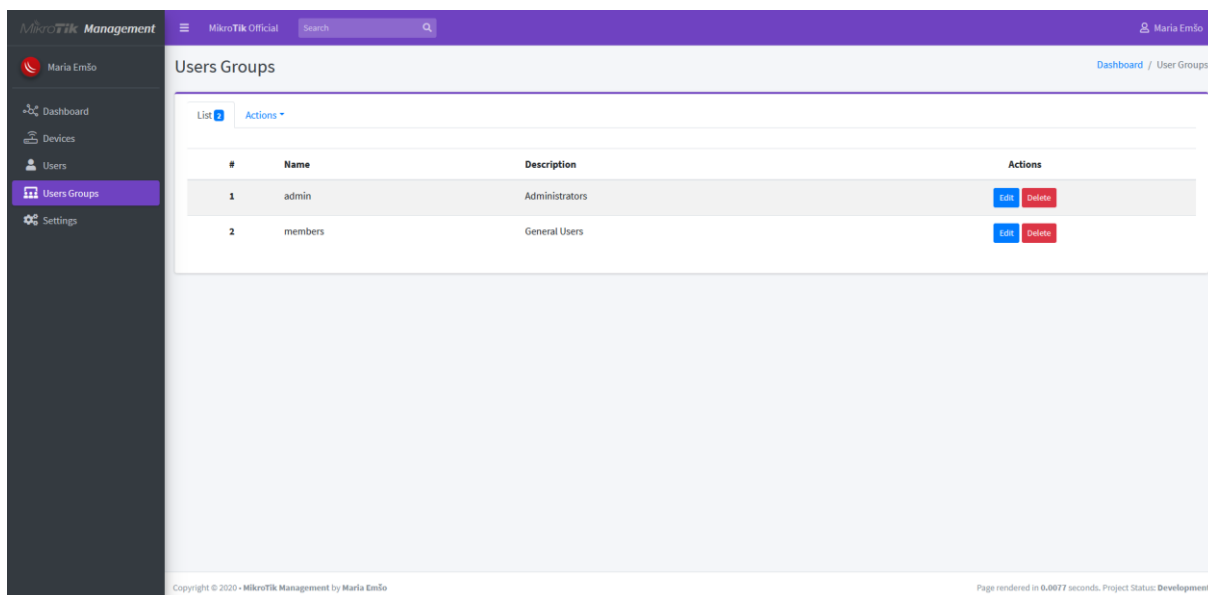 MikroTik Management
MikroTik Official
Search
Maria Emšo
Maria Emšo
Dashboard
Devices
Users
Users Groups
Settings
Users Groups
Dashboard / User Groups
List 2 Actions
# Name Description Actions
1 admin Administrators Edit Delete
2 members General Users Edit Delete
Copyright © 2020 - MikroTik Management by Maria Emšo
Page rendered in 0.0077 seconds. Project Status: Development